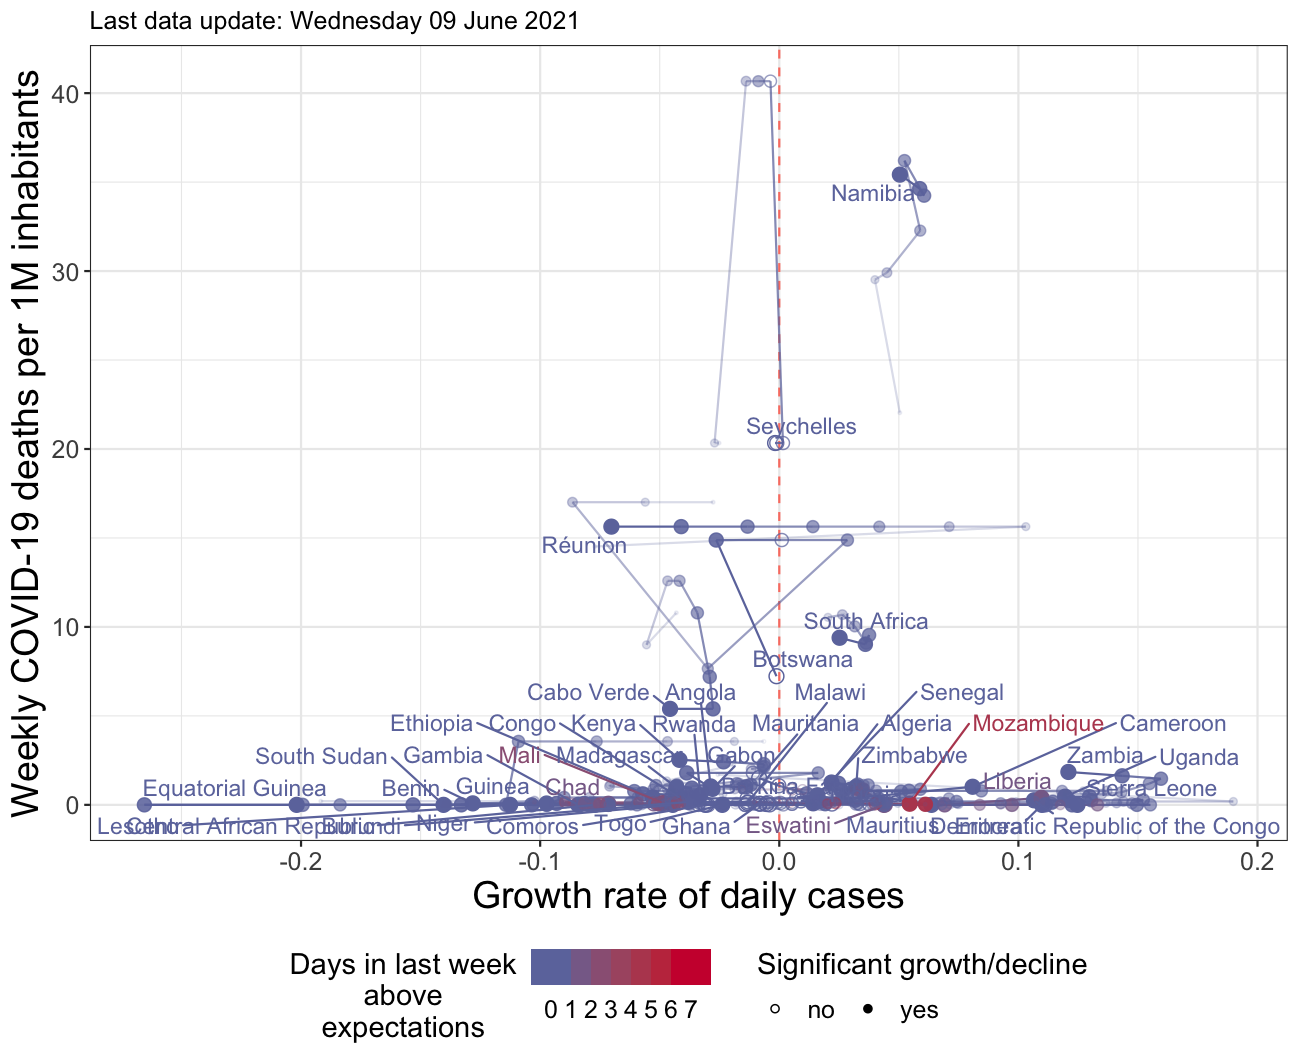 Last data update: Wednesday 09 June 2021
Weekly COVID-19 deaths per 1M inhabitants
40
30
20
10
0
Namibia
Seychelles
Réunion
South Africa
Botswana
Cabo Verde Angola Malawi Senegal
Ethiopia Congo Kenya Rwanda Mauritania Algeria Mozambique Cameroon
South Sudan Gambia Mali Madagascar Gabon Zimbabwe Zambia Uganda
Equatorial Guinea Benin Guinea Chad Liberia Sierra Leone
Lesotho Central African Republic Burundi Niger Comoros Togo Ghana Eswatini Mauritius Eritrea Democratic Republic of the Congo
-0.2 -0.1 0.0 0.1 0.2
Growth rate of daily cases
Days in last week
above
expectations
0 1 2 3 4 5 6 7
Significant growth/decline
no yes